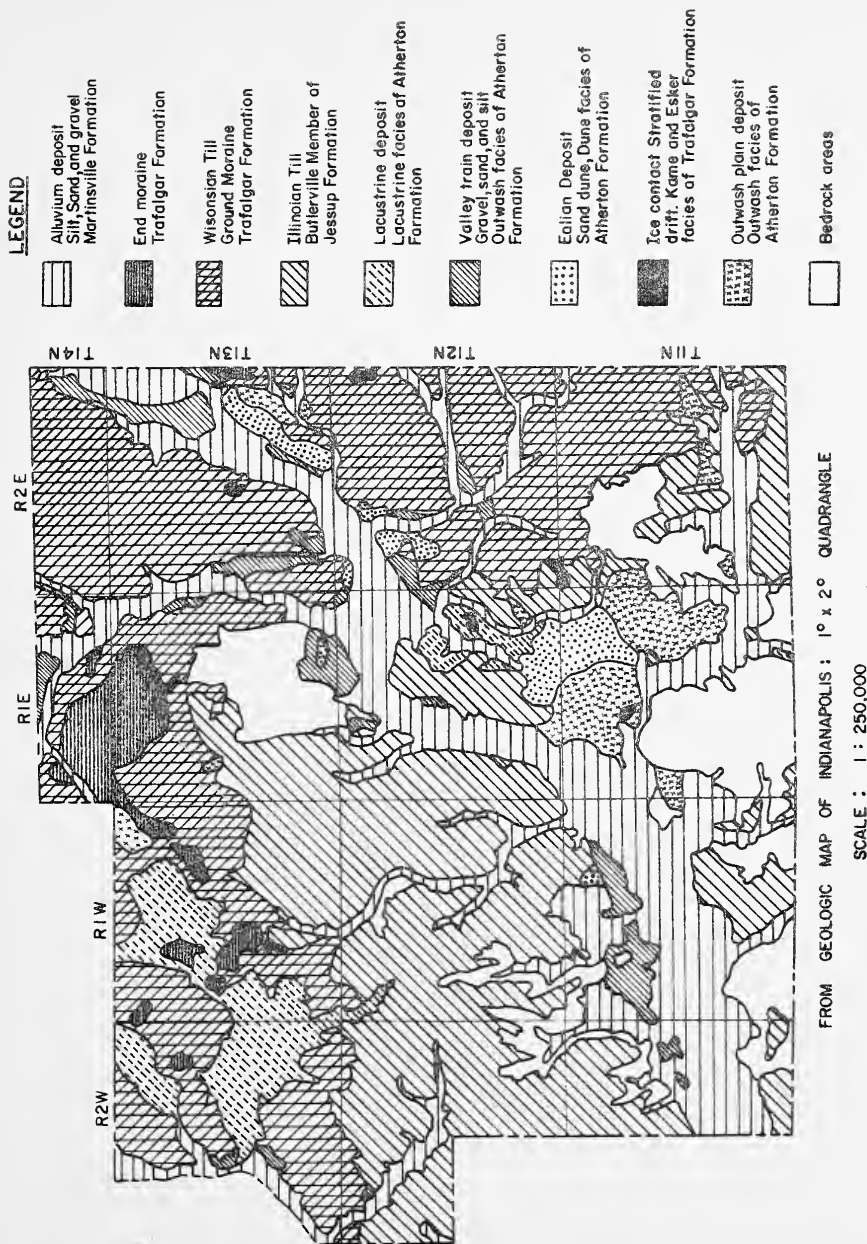 LEGEND
Alluvium deposit
Silt, Sand, and gravel
Martinsville Formation
End moraine
Trafalgar Formation
Wisonsian Till
Ground Moraine
Trafalgar Formation
Illinoian Till
Butlerville Member of
Jessup Formation
Lacustrine deposit
Lacustrine facies of Atherton
Formation
Valley train deposit
Gravel, sand, and silt
Outwash facies of Atherton
Formation
Eolian Deposit
Sand dune, Dune facies of
Atherton Formation
Ice contact Stratified
drift. Kame and Esker
facies of Trafalgar Formation
Outwash plain deposit
Outwash facies of
Atherton Formation
Bedrock areas
R2W
R1W
R1E
R2E
T14N
T13N
T12N
T11N
FROM GEOLOGIC MAP OF INDIANAPOLIS: 1° x 2° QUADRANGLE
SCALE : 1 : 250,000